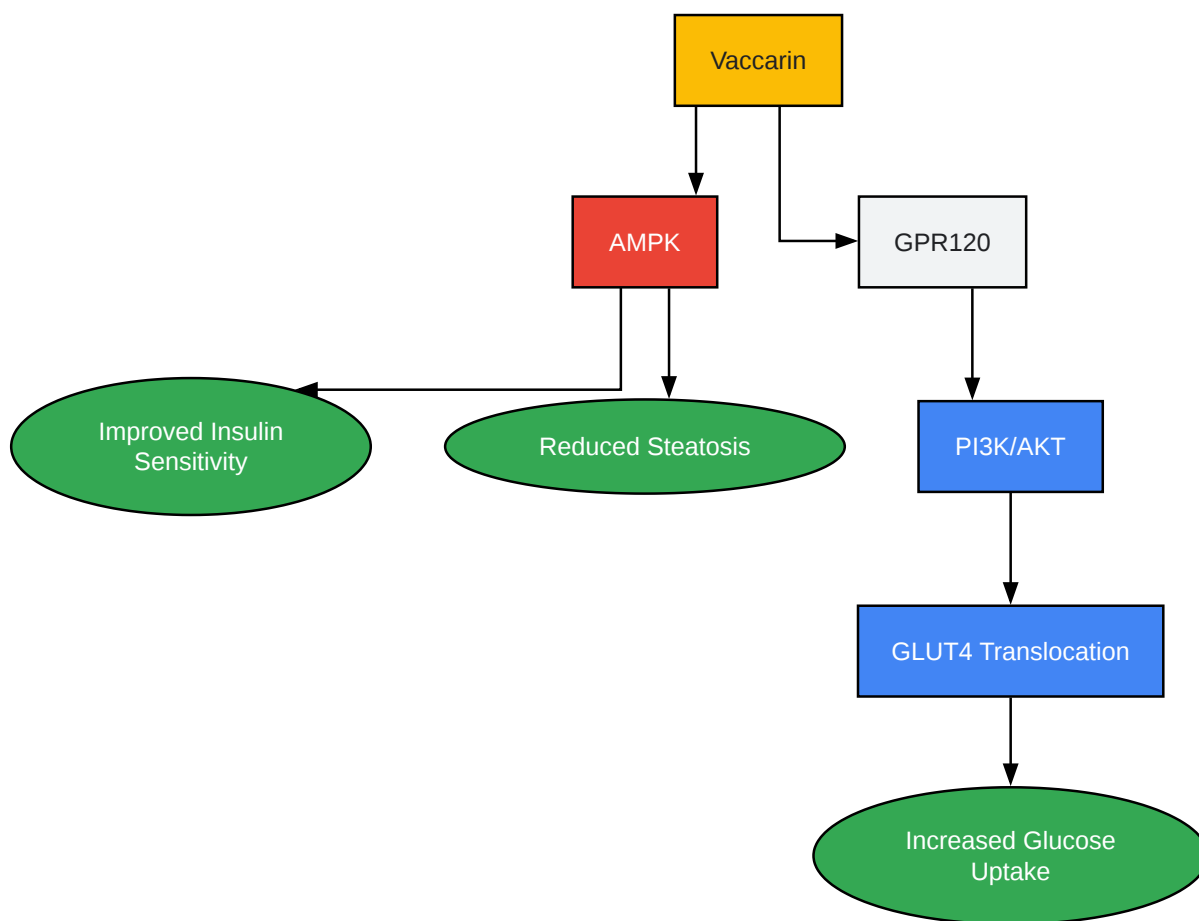 Vaccarin
AMPK
GPR120
Improved Insulin
Sensitivity
Reduced Steatosis
PI3K/AKT
GLUT4 Translocation
Increased Glucose
Uptake